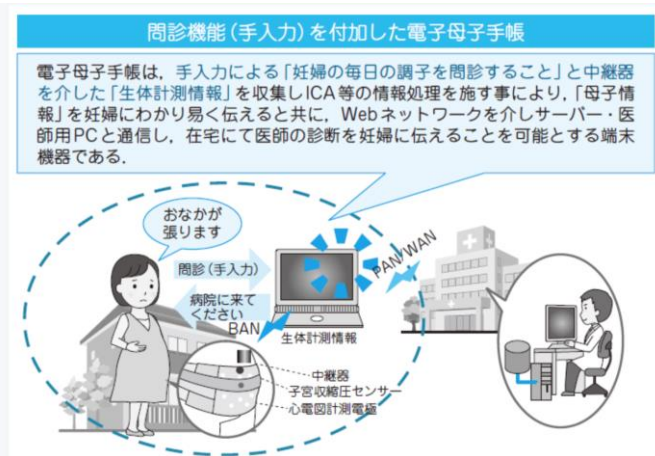 問診機能(手入力)を付加した電子母子手帳
電子母子手帳は，手入力による「妊婦の毎日の調子を問診すること」と中継器
を介した「生体計測情報」を収集しICA等の情報処理を施す事により，「母子情
報」を妊婦にわかり易く伝えると共に，Webネットワークを介しサーバー・医
師用PCと通信し，在宅にて医師の診断を妊婦に伝えることを可能とする端末
機器である．
おなかが
張ります
問診(手入力)
病院に来て
ください
BAN
PAN/WAN
生体計測情報
中継器
子宮収縮圧センサー
心電図計測電極